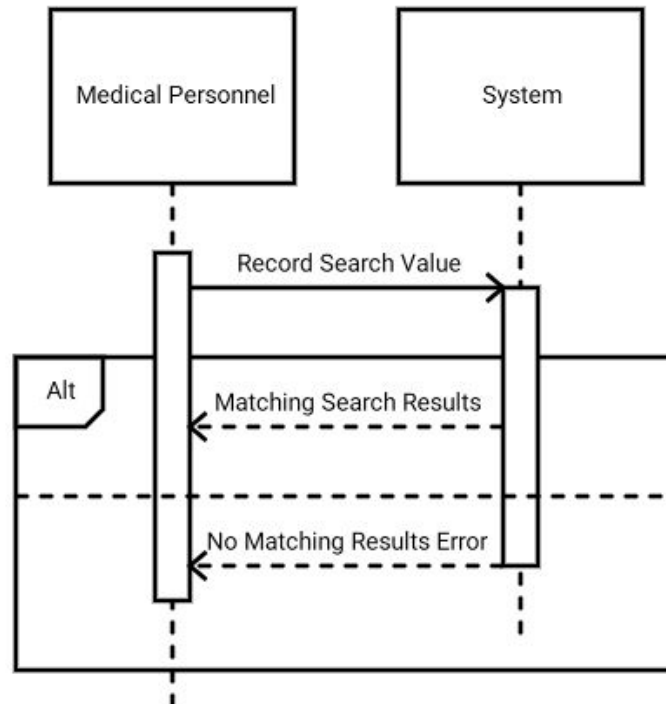 Medical Personnel
System
Record Search Value
Alt
Matching Search Results
No Matching Results Error